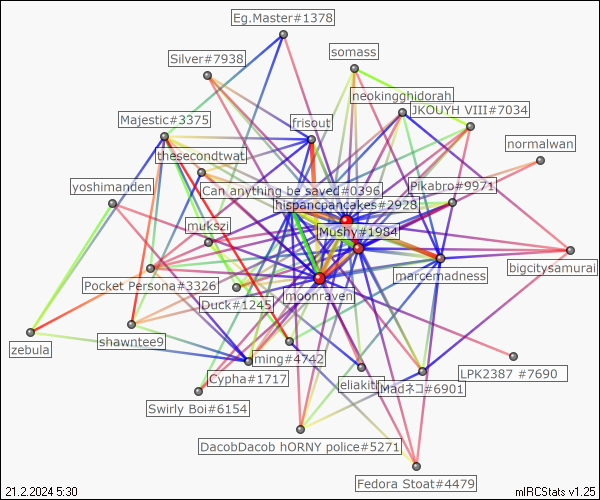 Eg.Master#1378
somass
Silver#7938
neokingghidorah
JKOUYH VIII#7034
Majestic#3375
frisout
normalwan
thesecondtwat
yoshimanden
Can anything be saved#0396
Pikabro#9971
hispancpancakes#2928
mukszi
Mushy#1984
bigcitysamurai
Pocket Persona#3326
marcemadness
Duck#1245
moonraven
shawntee9
zebula
ming#4742
LPK2387 #7690
Cypha#1717
eliakith
Madネコ#6901
Swirly Boi#6154
DacobDacob hORNY police#5271
Fedora Stoat#4479
21.2.2024 5:30
mIRCStats v1.25